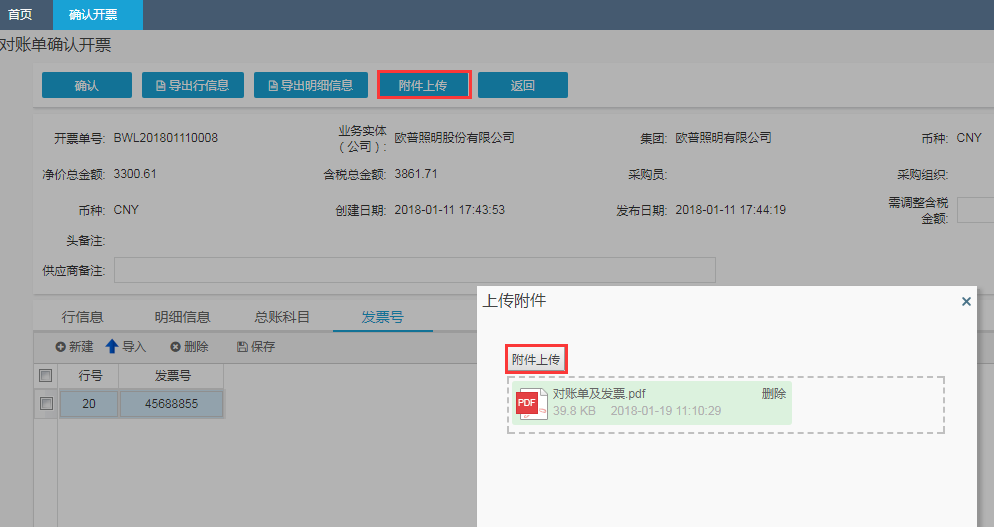 首页 确认开票
对账单确认开票
确认 导出行信息 导出明细信息 附件上传 返回
开票单号: BWL201801110008 业务实体（公司）: 欧普照明股份有限公司 集团: 欧普照明有限公司 币种: CNY
净价总金额: 3300.61 含税总金额: 3861.71 采购员: 采购组织:
币种: CNY 创建日期: 2018-01-11 17:43:53 发布日期: 2018-01-11 17:44:19 需调整含税金额:
头备注:
供应商备注:
行信息 明细信息 总账科目 发票号
新建 导入 删除 保存
行号 发票号
20 45688855
上传附件 ×
附件上传
PDF 对账单及发票.pdf 删除
39.8 KB 2018-01-19 11:10:29